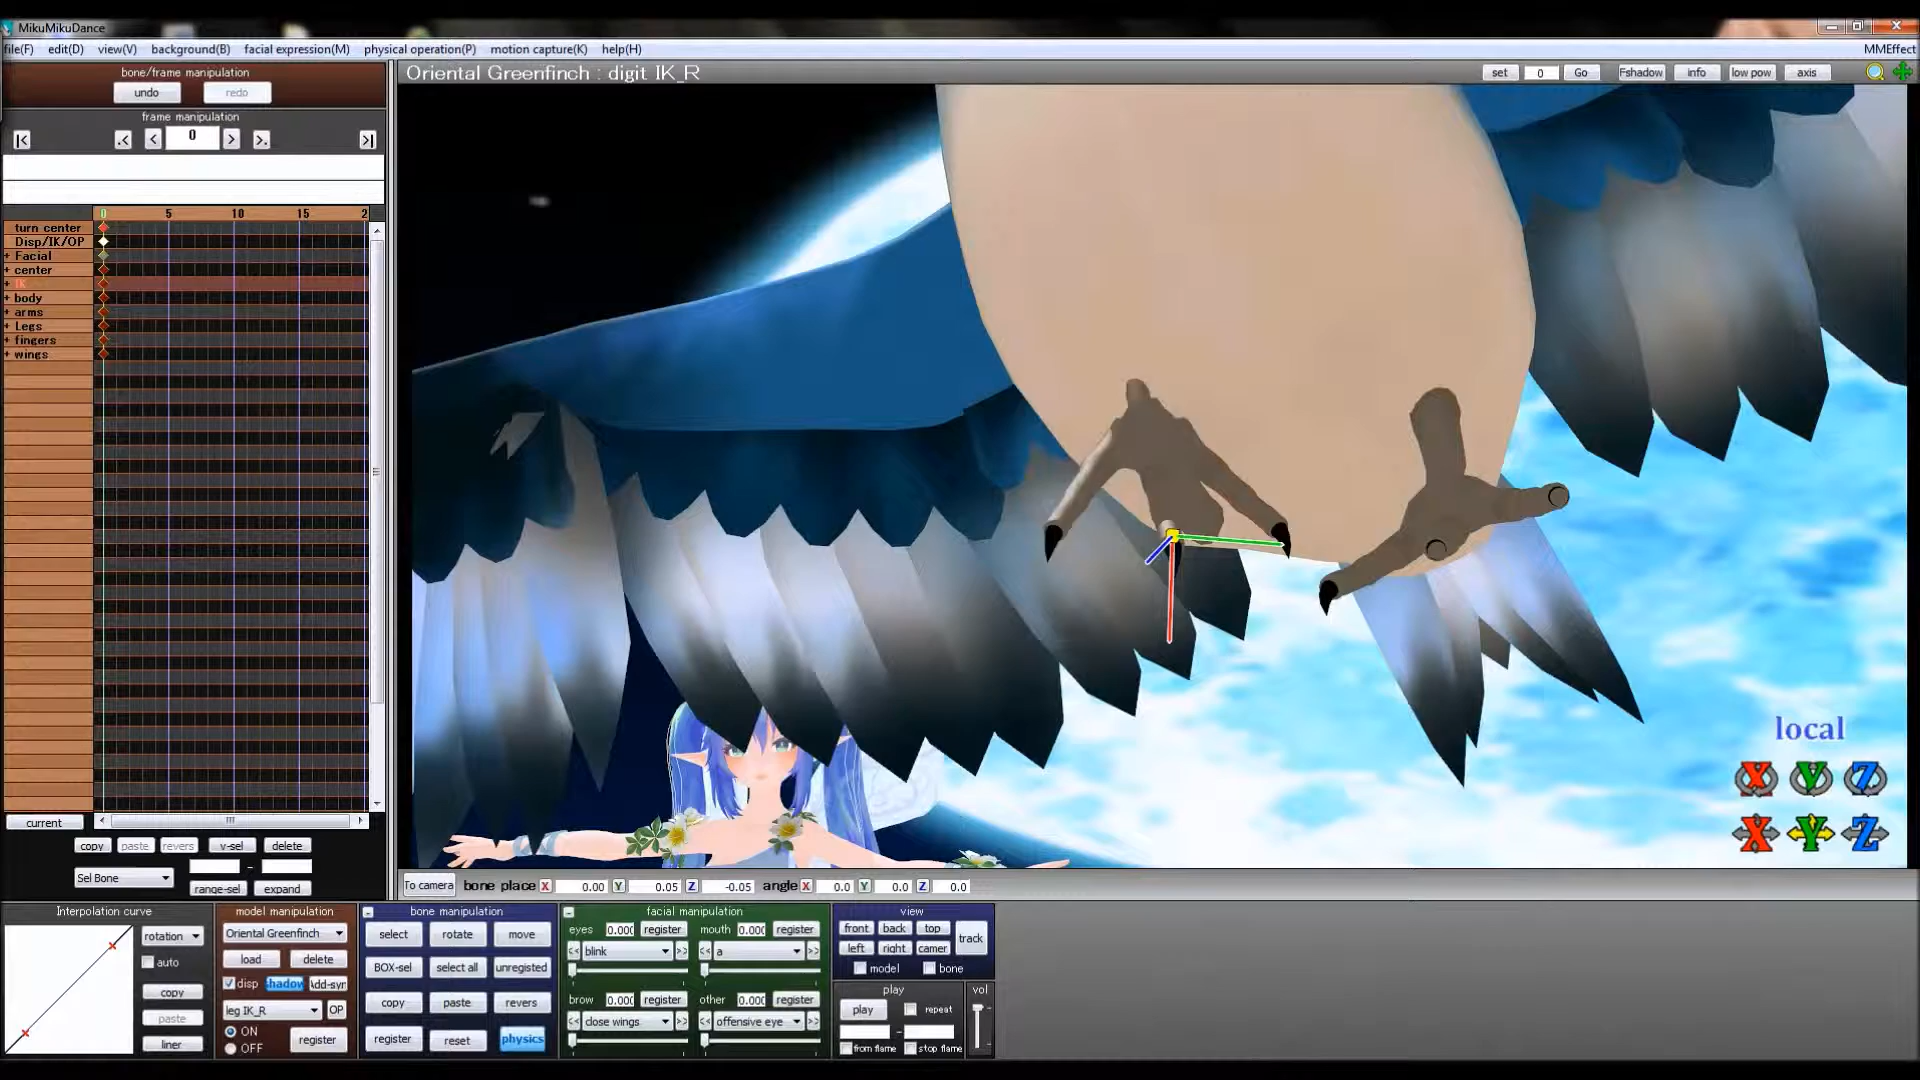 MikuMikuDance
file(F) edit(D) view(V) background(B) facial expression(M) physical operation(P) motion capture(K) help(H) MMEffect
bone/frame manipulation
undo redo
frame manipulation
|< .< < 0 > >. >|
Oriental Greenfinch : digit IK_R
set 0 Go Fshadow info low pow axis
0 5 10 15 2
turn center
Disp/IK/OP
+ Facial
+ center
+ IK
+ body
+ arms
+ Legs
+ fingers
+ wings
local
X Y Z
X Y Z
current
copy paste revers v-sel delete
Sel Bone -
range-sel expand
To camera bone place X 0.00 Y 0.05 Z -0.05 angle X 0.0 Y 0.0 Z 0.0
Interpolation curve
rotation
auto
copy
paste
liner
model manipulation
Oriental Greenfinch
load delete
disp shadow Add-syn
leg IK_R OP
ON
OFF
register
- bone manipulation
select rotate move
BOX-sel select all unregisted
copy paste revers
register reset physics
- facial manipulation
eyes 0.000 register mouth 0.000 register
<< blink >> << a >>
brow 0.000 register other 0.000 register
<< close wings >> << offensive eye >>
view
front back top
left right camer
track
model bone
play
play repeat
-
from flame stop flame
vol